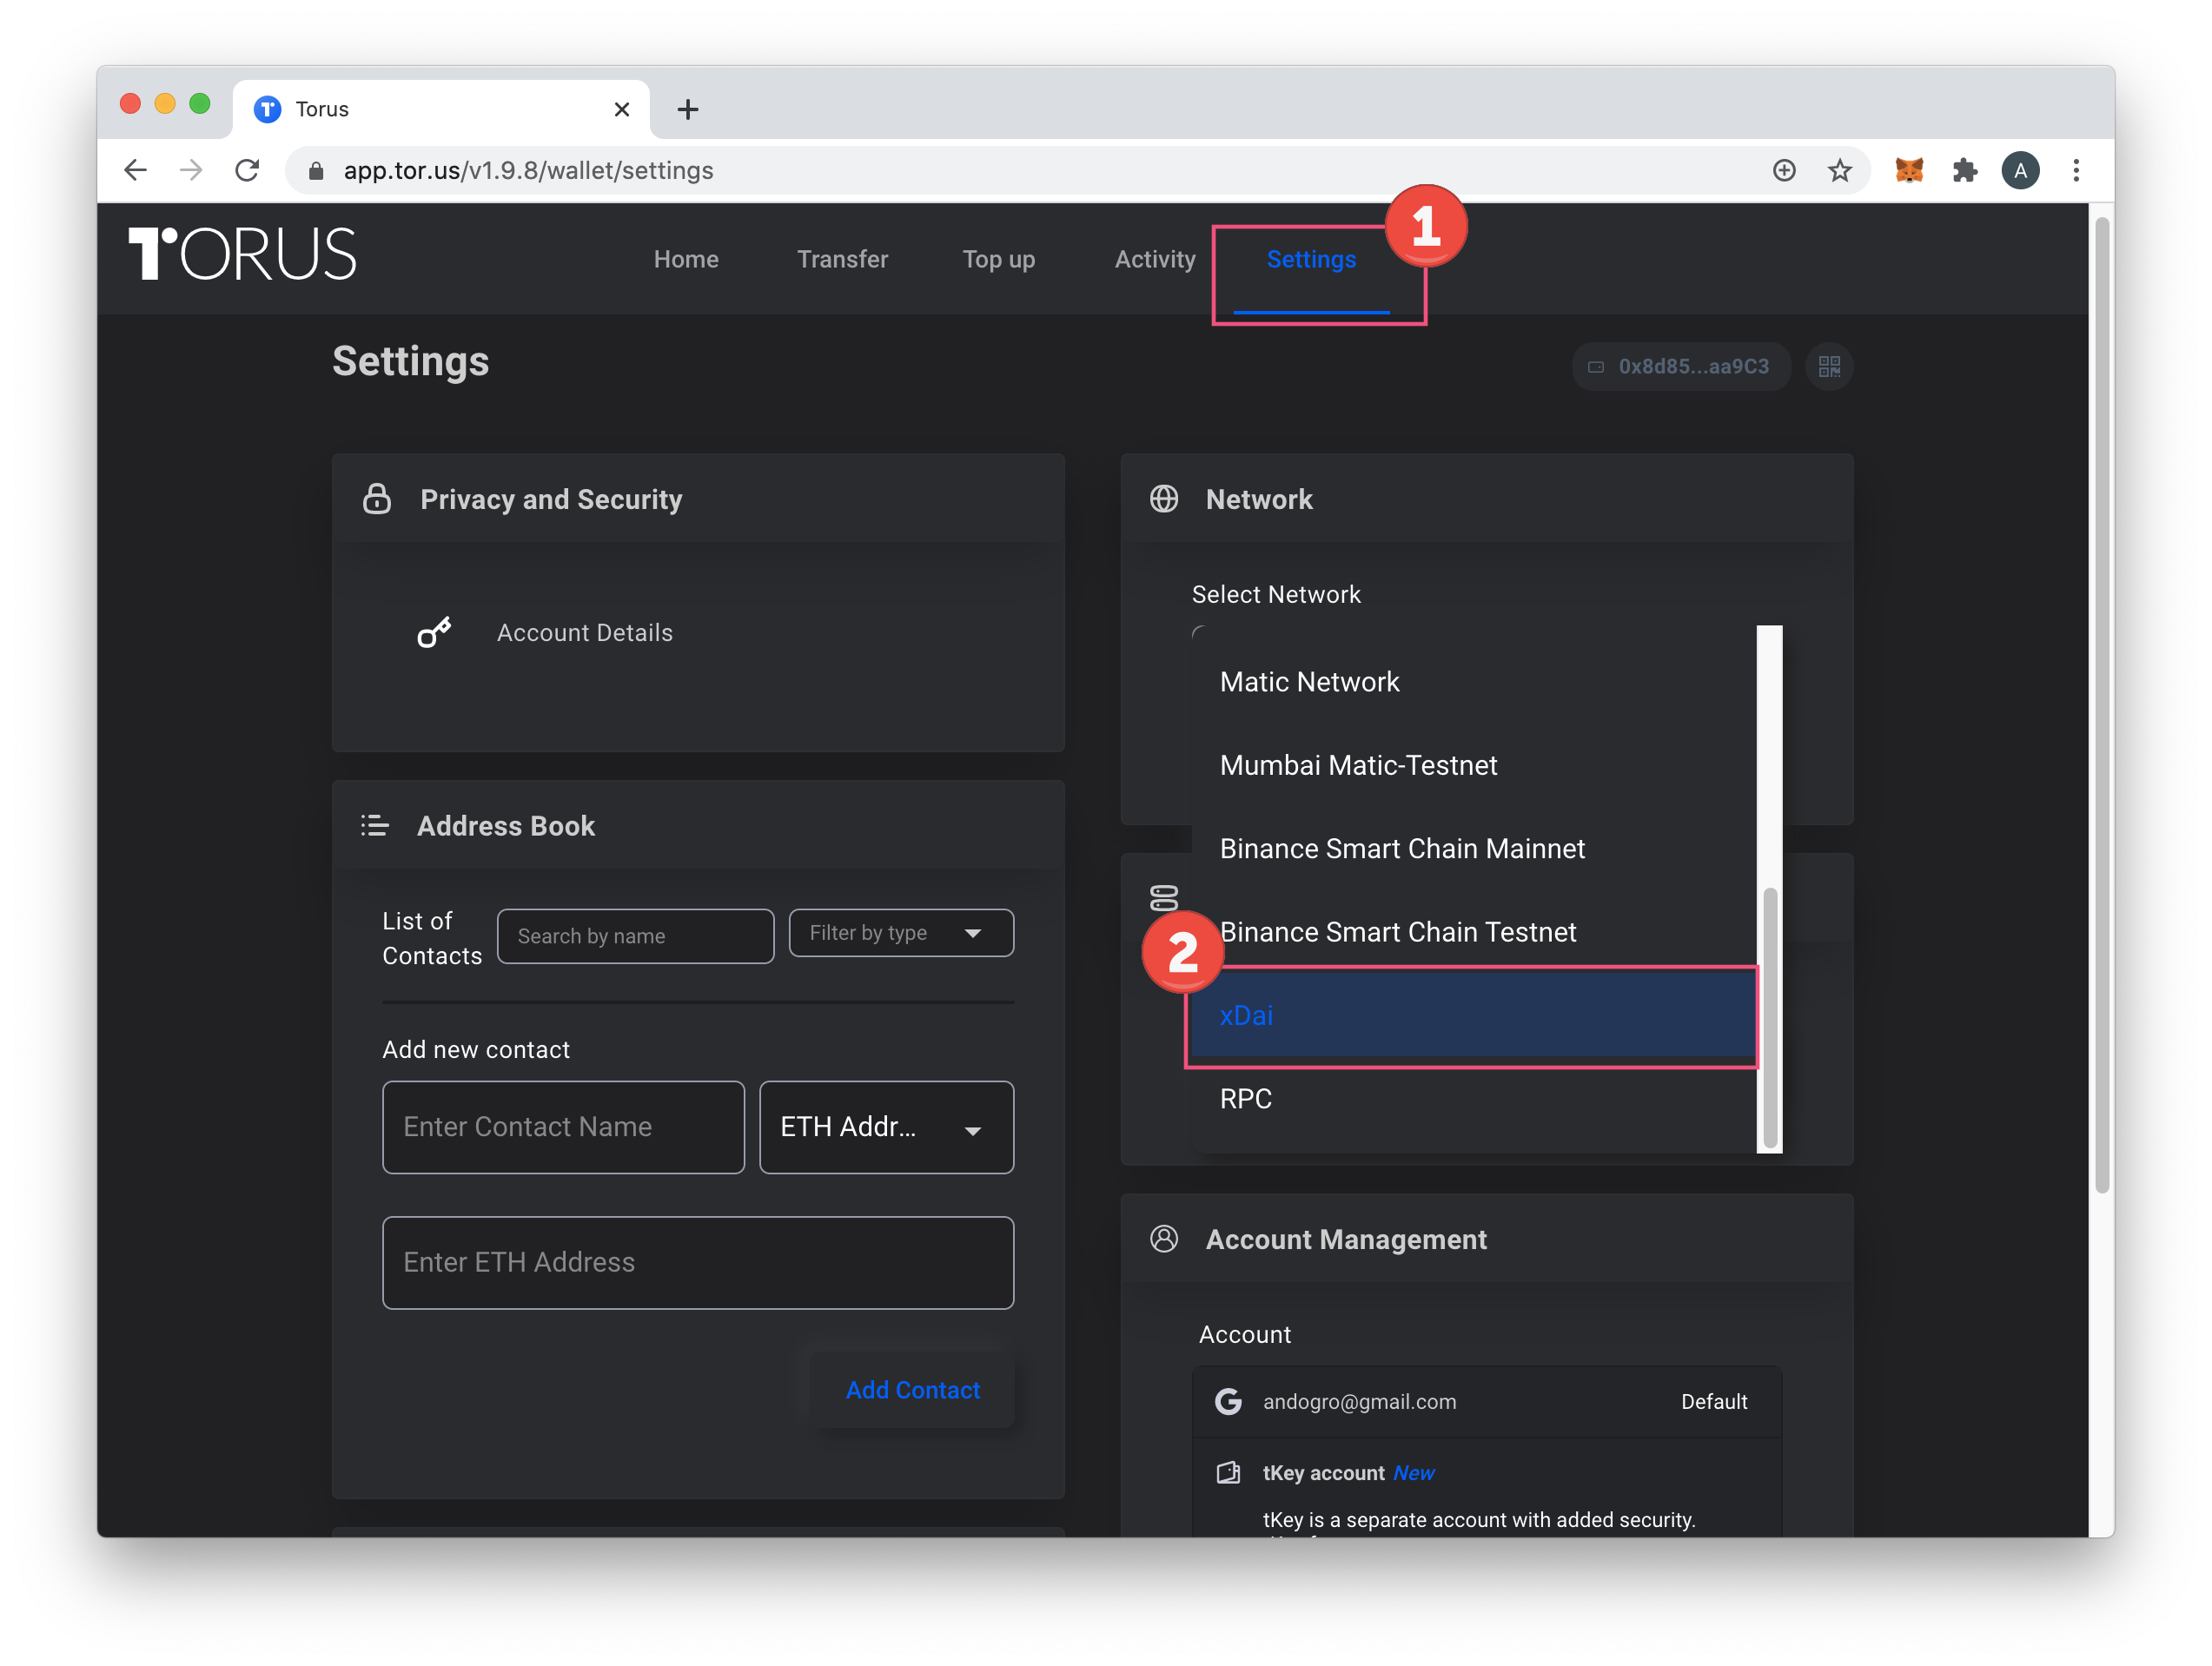 Torus
app.tor.us/v1.9.8/wallet/settings
A
TORUS
Home
Transfer
Top up
Activity
Settings
1
Settings
0x8d85...aa9C3
Privacy and Security
Account Details
Address Book
List of
Contacts
Search by name
Filter by type
Add new contact
Enter Contact Name
ETH Addr...
Enter ETH Address
Add Contact
Network
Select Network
Matic Network
Mumbai Matic-Testnet
Binance Smart Chain Mainnet
Binance Smart Chain Testnet
2
xDai
RPC
Account Management
Account
G andogro@gmail.com
Default
tKey account New
tKey is a separate account with added security.